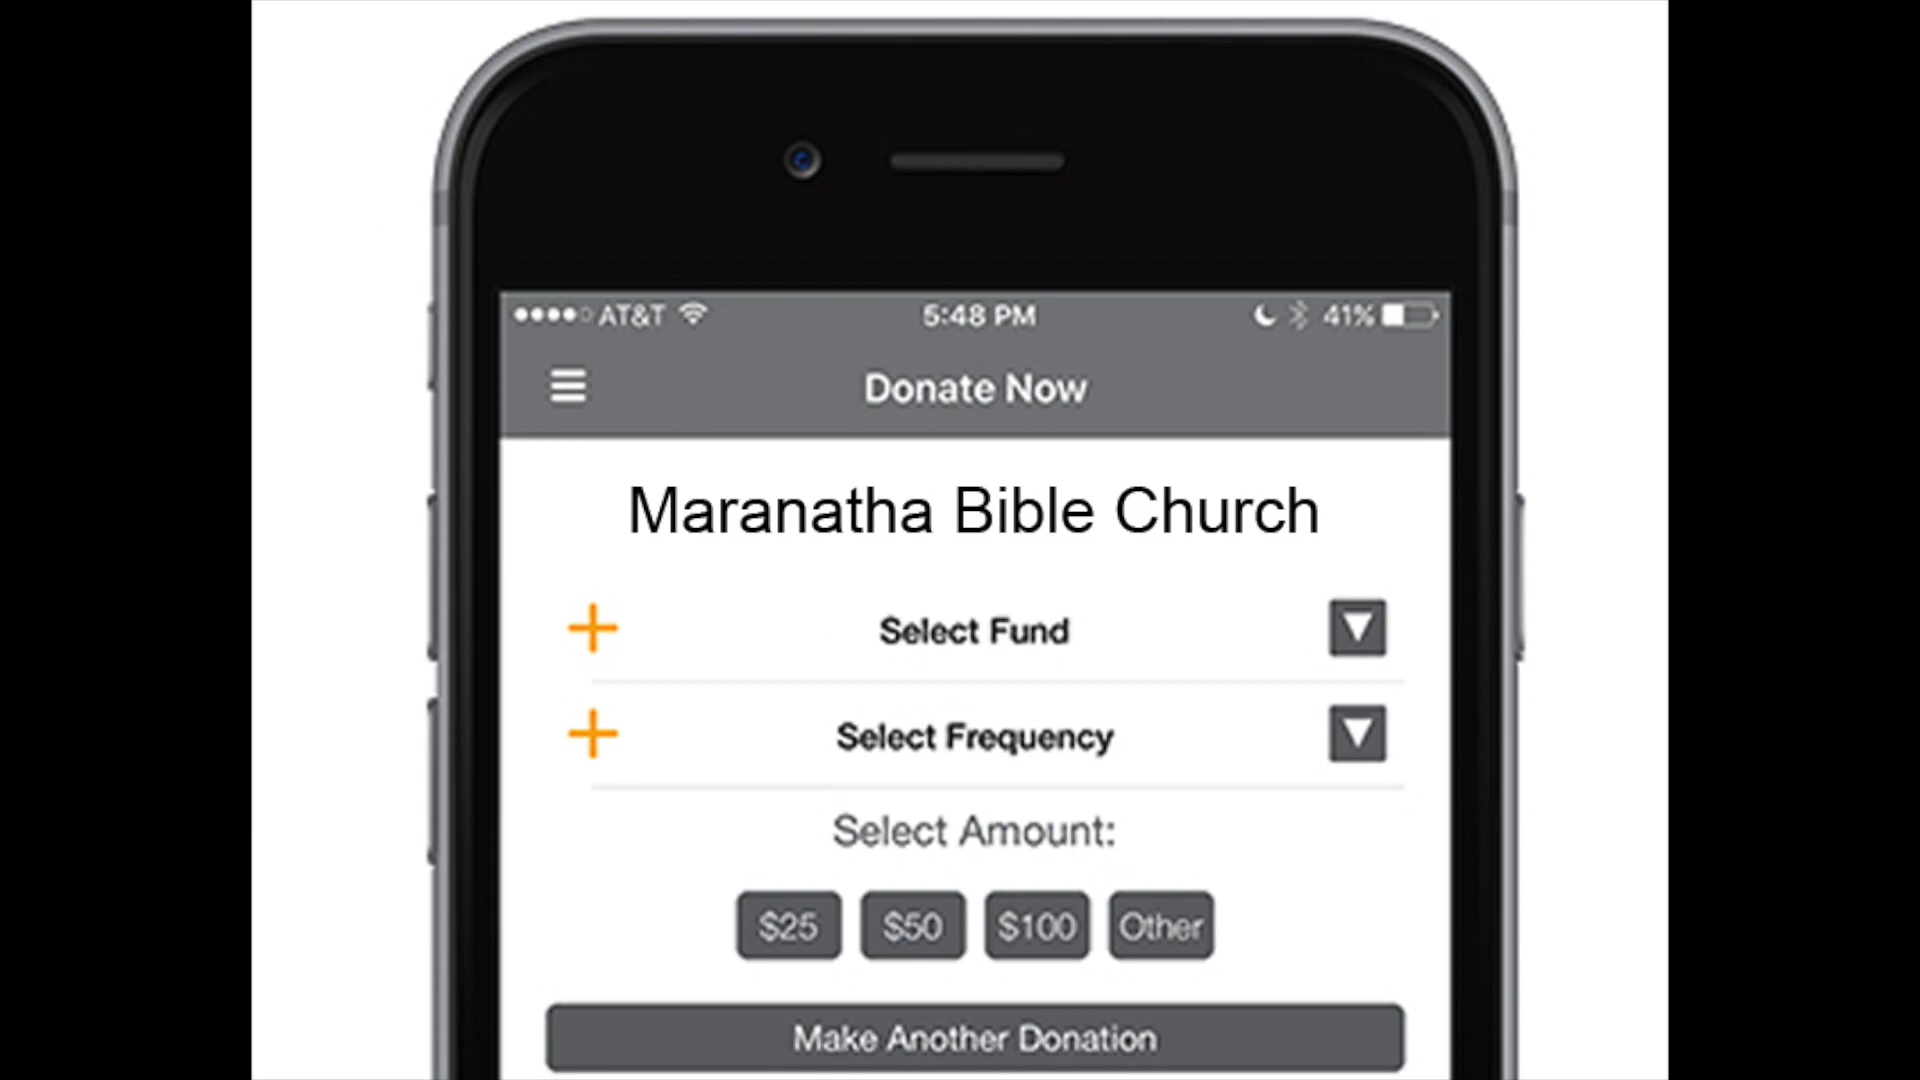 AT&T 5:48 PM 41%
Donate Now
Maranatha Bible Church
Select Fund
Select Frequency
Select Amount:
$25 $50 $100 Other
Make Another Donation